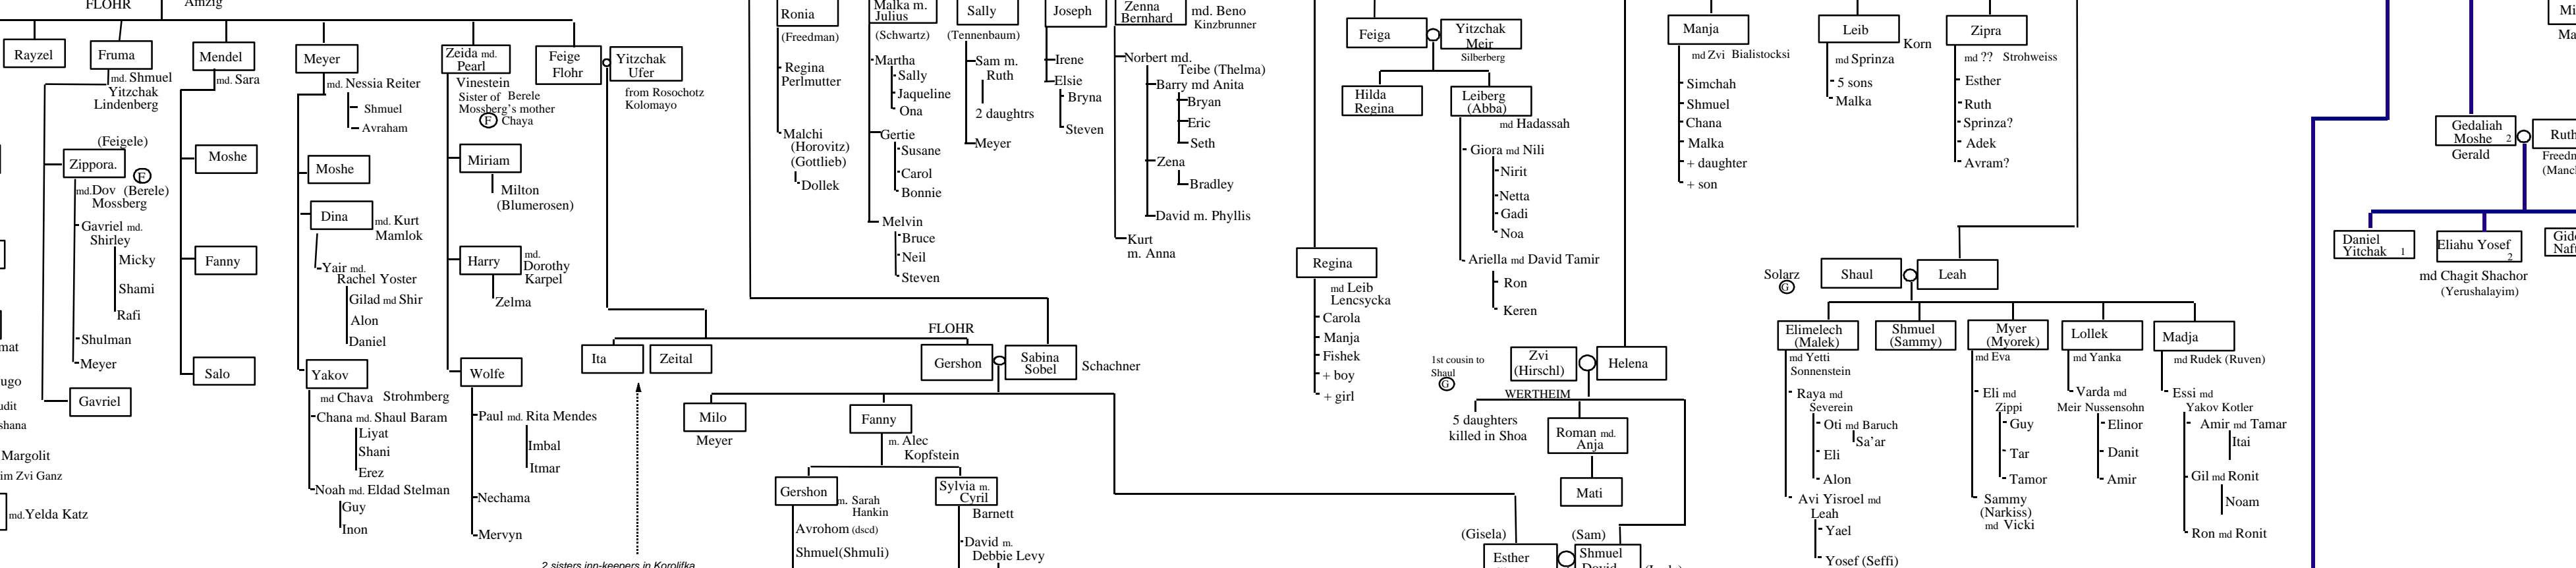 FLOHR
Amzig
Rayzel
Fruma
md. Shmuel
Yitzchak
Lindenberg
(Feigele)
Zippora.
F
md.Dov (Berele)
Mossberg
Gavriel md.
Shirley
Micky
Shami
Rafi
Shulman
Meyer
Gavriel
Margolit
im Zvi Ganz
md.Yelda Katz
Mendel
md. Sara
Moshe
Fanny
Salo
Meyer
md. Nessia Reiter
Shmuel
Avraham
Moshe
Dina
md. Kurt
Mamlok
Yair md.
Rachel Yoster
Gilad md Shir
Alon
Daniel
Yakov
md Chava Strohmberg
Chana md. Shaul Baram
Liyat
Shani
Erez
Noah md. Eldad Stelman
Guy
Inon
Zeida md.
Pearl
Vinestein
Sister of Berele
Mossberg's mother
F Chaya
Miriam
Milton
(Blumerosen)
Harry
md.
Dorothy
Karpel
Zelma
Wolfe
Paul md. Rita Mendes
Imbal
Itmar
Nechama
Mervyn
Feige
Flohr
Yitzchak
Ufer
from Rosochotz
Kolomayo
Ita
Zeital
2 sisters inn-keepers in Korolifka
FLOHR
Gershon
Sabina
Sobel
Schachner
Milo
Meyer
Fanny
m. Alec
Kopfstein
Gershon
m. Sarah
Hankin
Avrohom (dscd)
Shmuel(Shmuli)
Sylvia m.
Cyril
Barnett
David m.
Debbie Levy
Ronia
(Freedman)
Regina
Perlmutter
Malchi
(Horovitz)
(Gottlieb)
Dollek
Malka m.
Julius
(Schwartz)
Martha
Sally
Jaqueline
Ona
Gertie
Susane
Carol
Bonnie
Melvin
Bruce
Neil
Steven
Sally
(Tennenbaum)
Sam m.
Ruth
2 daughtrs
Meyer
Joseph
Irene
Elsie
Bryna
Steven
Zenna
Bernhard
md. Beno
Kinzbrunner
Norbert md.
Teibe (Thelma)
Barry md Anita
Bryan
Eric
Seth
Zena
Bradley
David m. Phyllis
Kurt
m. Anna
Feiga
Yitzchak
Meir
Silberberg
Hilda
Regina
Leiberg
(Abba)
md Hadassah
Giora md Nili
Nirit
Netta
Gadi
Noa
Ariella md David Tamir
Ron
Keren
Regina
md Leib
Lencsycka
Carola
Manja
Fishek
+ boy
+ girl
1st cousin to
Shaul
G
Zvi
(Hirschl)
Helena
WERTHEIM
5 daughters
killed in Shoa
Roman md.
Anja
Mati
(Gisela)
Esther
(Sam)
Shmuel
David
Manja
md Zvi Bialistocksi
Simchah
Shmuel
Chana
Malka
+ daughter
+ son
Leib
Korn
md Sprinza
5 sons
Malka
Zipra
md ?? Strohweiss
Esther
Ruth
Sprinza?
Adek
Avram?
Solarz
G
Shaul
Leah
Elimelech
(Malek)
md Yetti
Sonnenstein
Raya md
Severein
Oti md Baruch
Sa'ar
Eli
Alon
Avi Yisroel md
Leah
Yael
Yosef (Seffi)
Shmuel
(Sammy)
Myer
(Myorek)
md Eva
Eli md
Zippi
Guy
Tar
Tamor
Sammy
(Narkiss)
md Vicki
Lollek
md Yanka
Varda md
Meir Nussensohn
Elinor
Danit
Amir
Madja
md Rudek (Ruven)
Essi md
Yakov Kotler
Amir md Tamar
Itai
Gil md Ronit
Noam
Ron md Ronit
Gedaliah
Moshe 2
Gerald
Ruth
Daniel
Yitchak 1
Eliahu Yosef
2
md Chagit Shachor
(Yerushalayim)